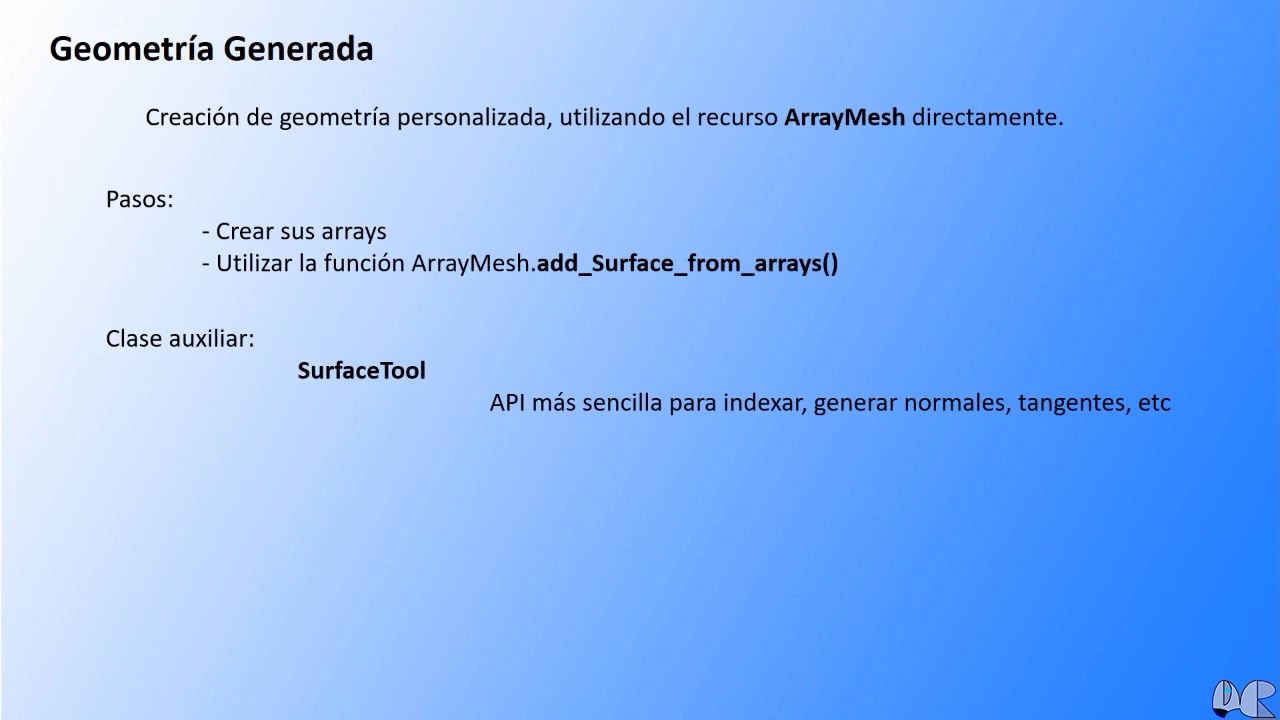 Geometría Generada
Creación de geometría personalizada, utilizando el recurso ArrayMesh directamente.
Pasos:
- Crear sus arrays
- Utilizar la función ArrayMesh.add_Surface_from_arrays()
Clase auxiliar:
SurfaceTool
API más sencilla para indexar, generar normales, tangentes, etc